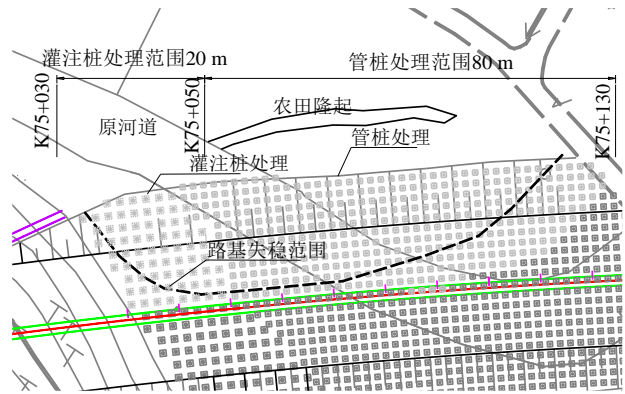 灌注桩处理范围20 m
管桩处理范围80 m
K75+030
K75+050
K75+130
农田隆起
原河道
管桩处理
灌注桩处理
路基失稳范围